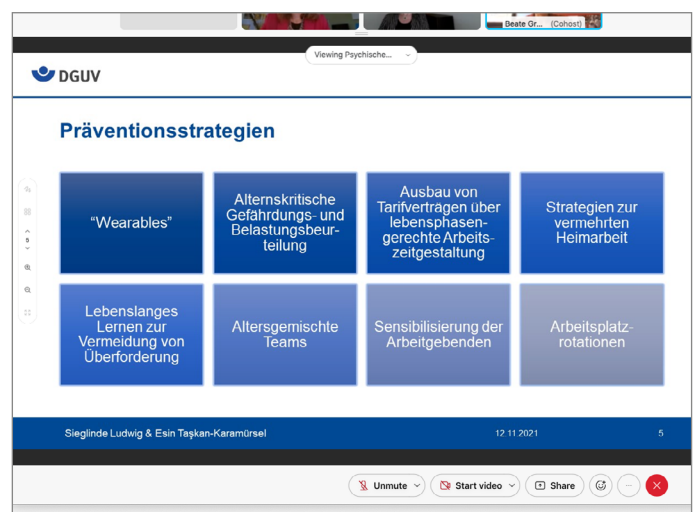 Beate Gr... (Cohost)
Viewing Psychische...
DGUV
Präventionsstrategien
"Wearables"
Alternskritische
Gefährdungs- und
Belastungsbeur-
teilung
Ausbau von
Tarifverträgen über
lebensphasen-
gerechte Arbeits-
zeitgestaltung
Strategien zur
vermehrten
Heimarbeit
5
Lebenslanges
Lernen zur
Vermeidung von
Überforderung
Altersgemischte
Teams
Sensibilisierung der
Arbeitgebenden
Arbeitsplatz-
rotationen
Sieglinde Ludwig & Esin Taşkan-Karamürsel 12.11.2021 5
Unmute Start video Share